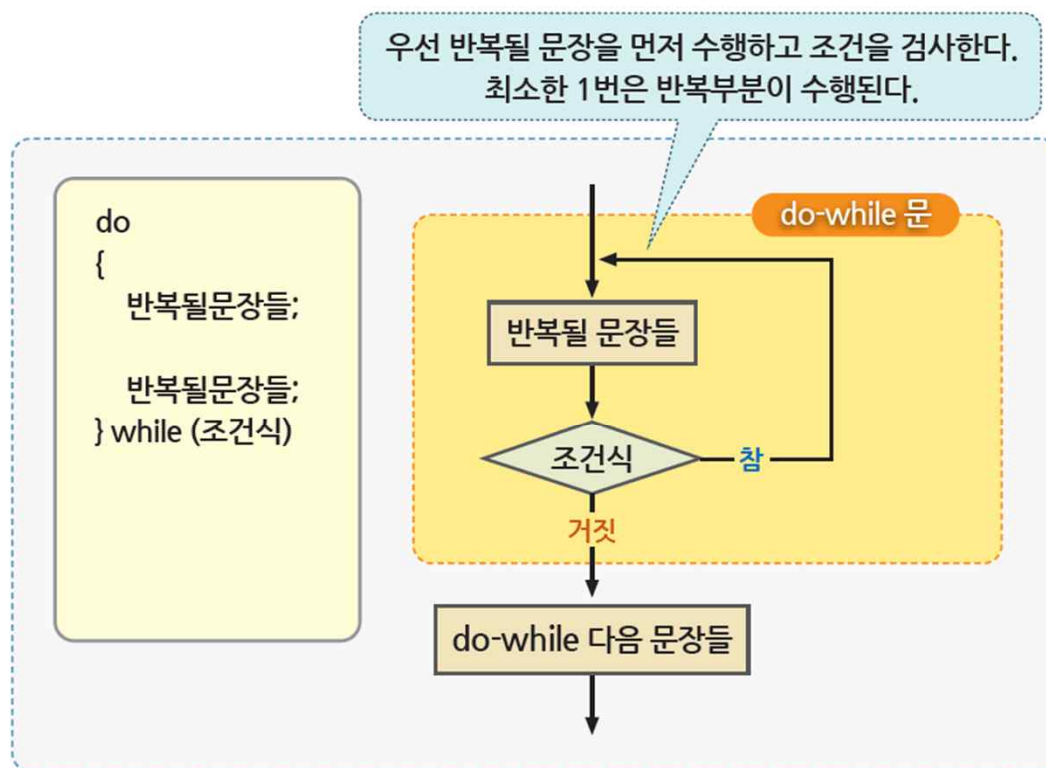 우선 반복될 문장을 먼저 수행하고 조건을 검사한다.
최소한 1번은 반복부분이 수행된다.
do
{
반복될문장들;
반복될문장들;
} while (조건식)
do-while 문
반복될 문장들
조건식
참
거짓
do-while 다음 문장들